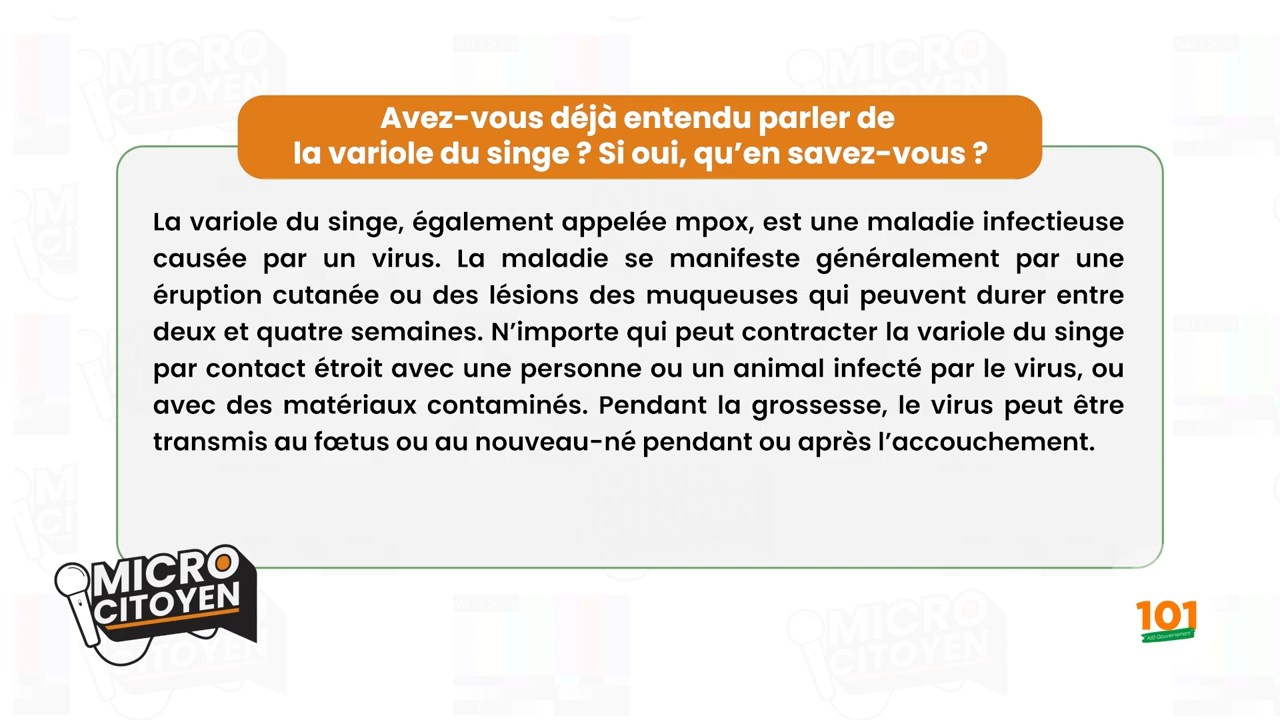 Avez-vous déjà entendu parler de
la variole du singe ? Si oui, qu’en savez-vous ?
La variole du singe, également appelée mpox, est une maladie infectieuse
causée par un virus. La maladie se manifeste généralement par une
éruption cutanée ou des lésions des muqueuses qui peuvent durer entre
deux et quatre semaines. N’importe qui peut contracter la variole du singe
par contact étroit avec une personne ou un animal infecté par le virus, ou
avec des matériaux contaminés. Pendant la grossesse, le virus peut être
transmis au fœtus ou au nouveau-né pendant ou après l’accouchement.
MICRO
CITOYEN
101
Allô Gouvernement